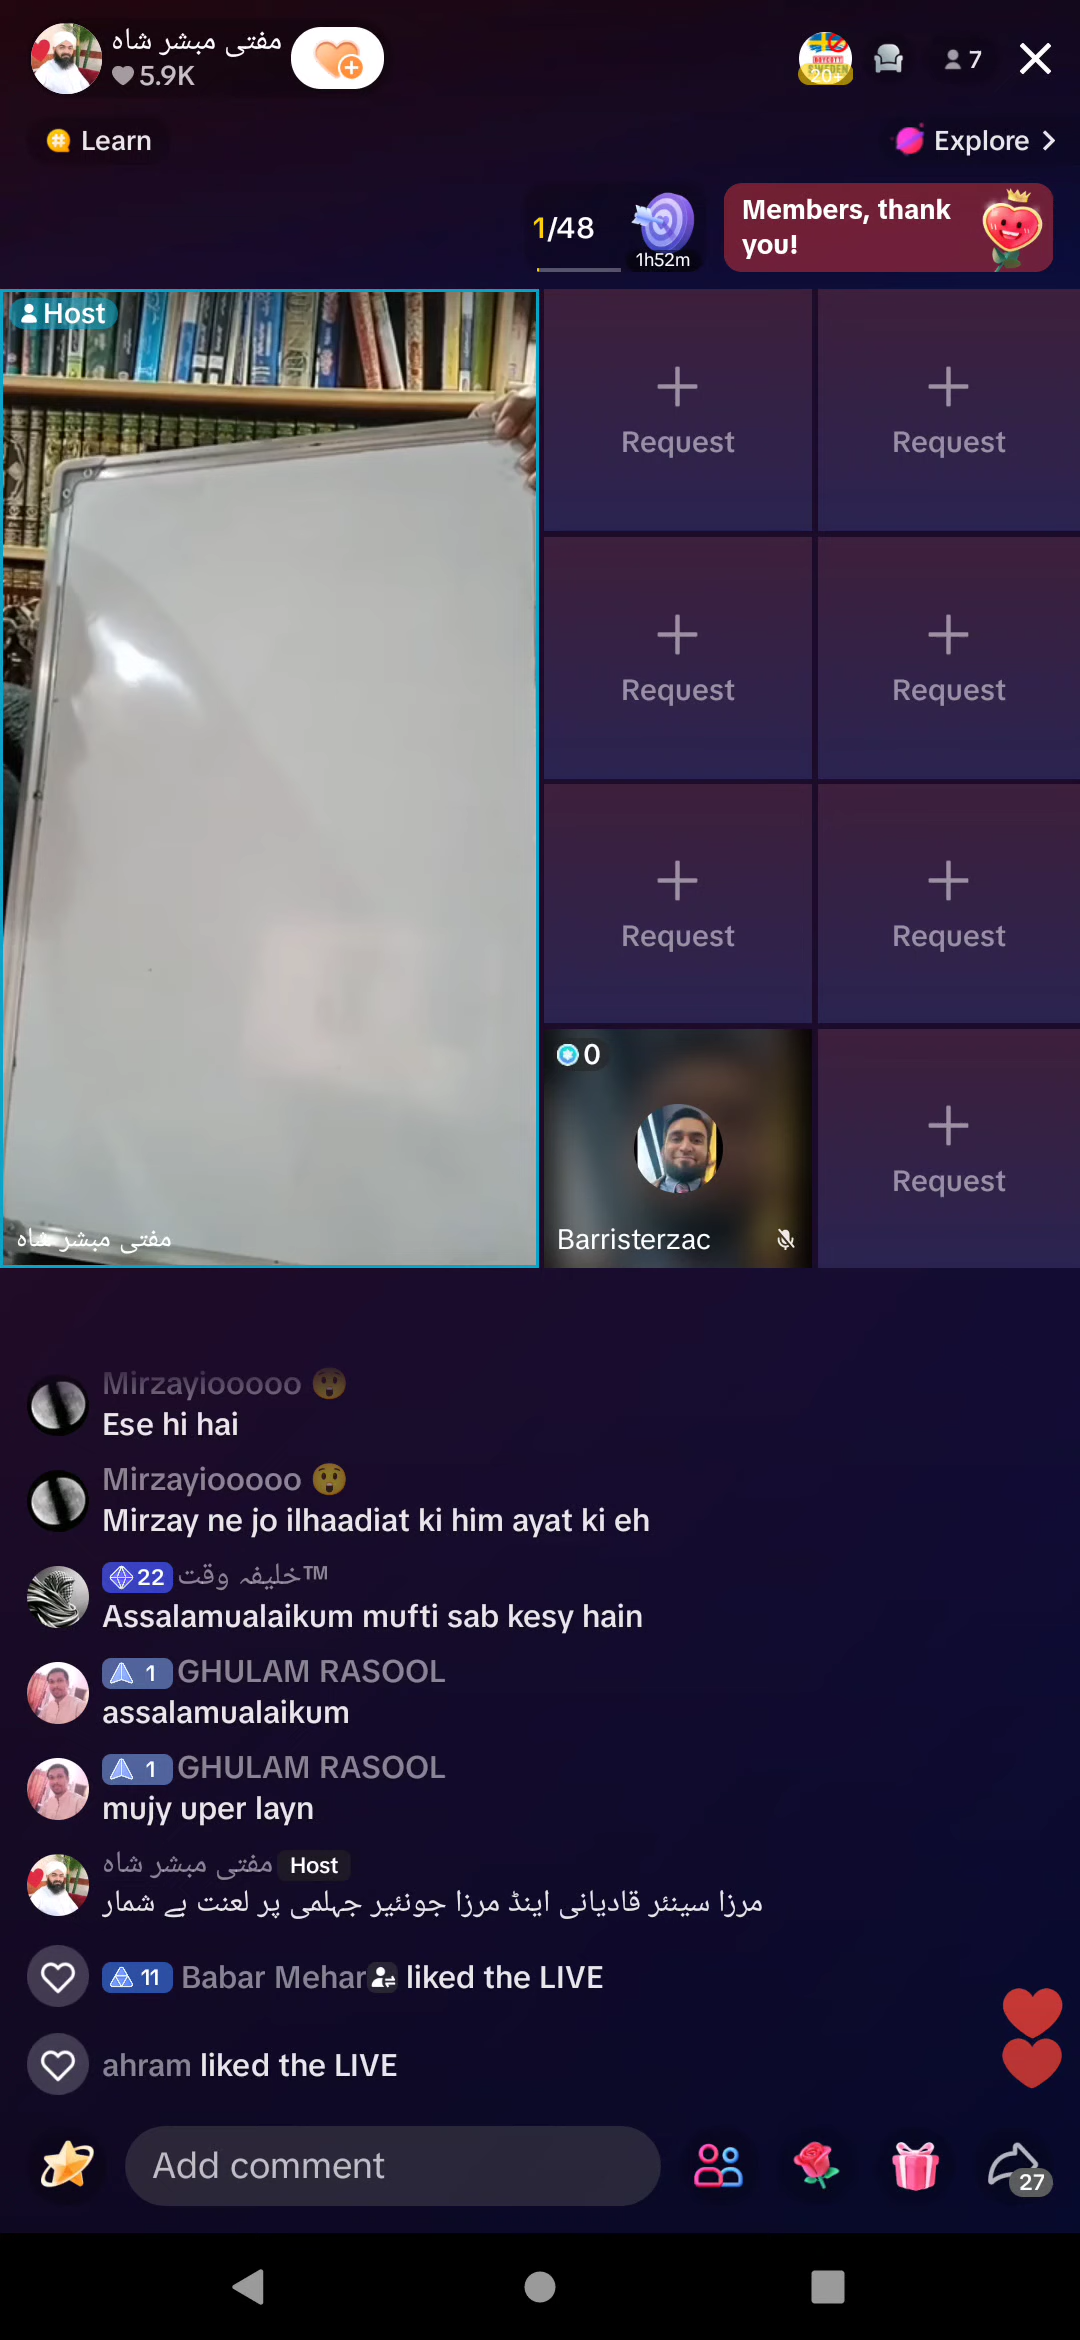 مفتی مبشر شاہ
5.9K
20+
7
Learn
Explore
1/48
1h52m
Members, thank
you!
Host
Request
Request
Request
Request
Request
Request
0
Request
مفتی مبشر شاہ
Barristerzac
Mirzayiooooo 😲
Ese hi hai
Mirzayiooooo 😲
Mirzay ne jo ilhaadiat ki him ayat ki eh
22 خلیفہ وقت™
Assalamualaikum mufti sab kesy hain
1 GHULAM RASOOL
assalamualaikum
1 GHULAM RASOOL
mujy uper layn
مفتی مبشر شاہ Host
مرزا سینئر قادیانی اینڈ مرزا جونئیر جہلمی پر لعنت بے شمار
11 Babar Mehar liked the LIVE
ahram liked the LIVE
Add comment
27